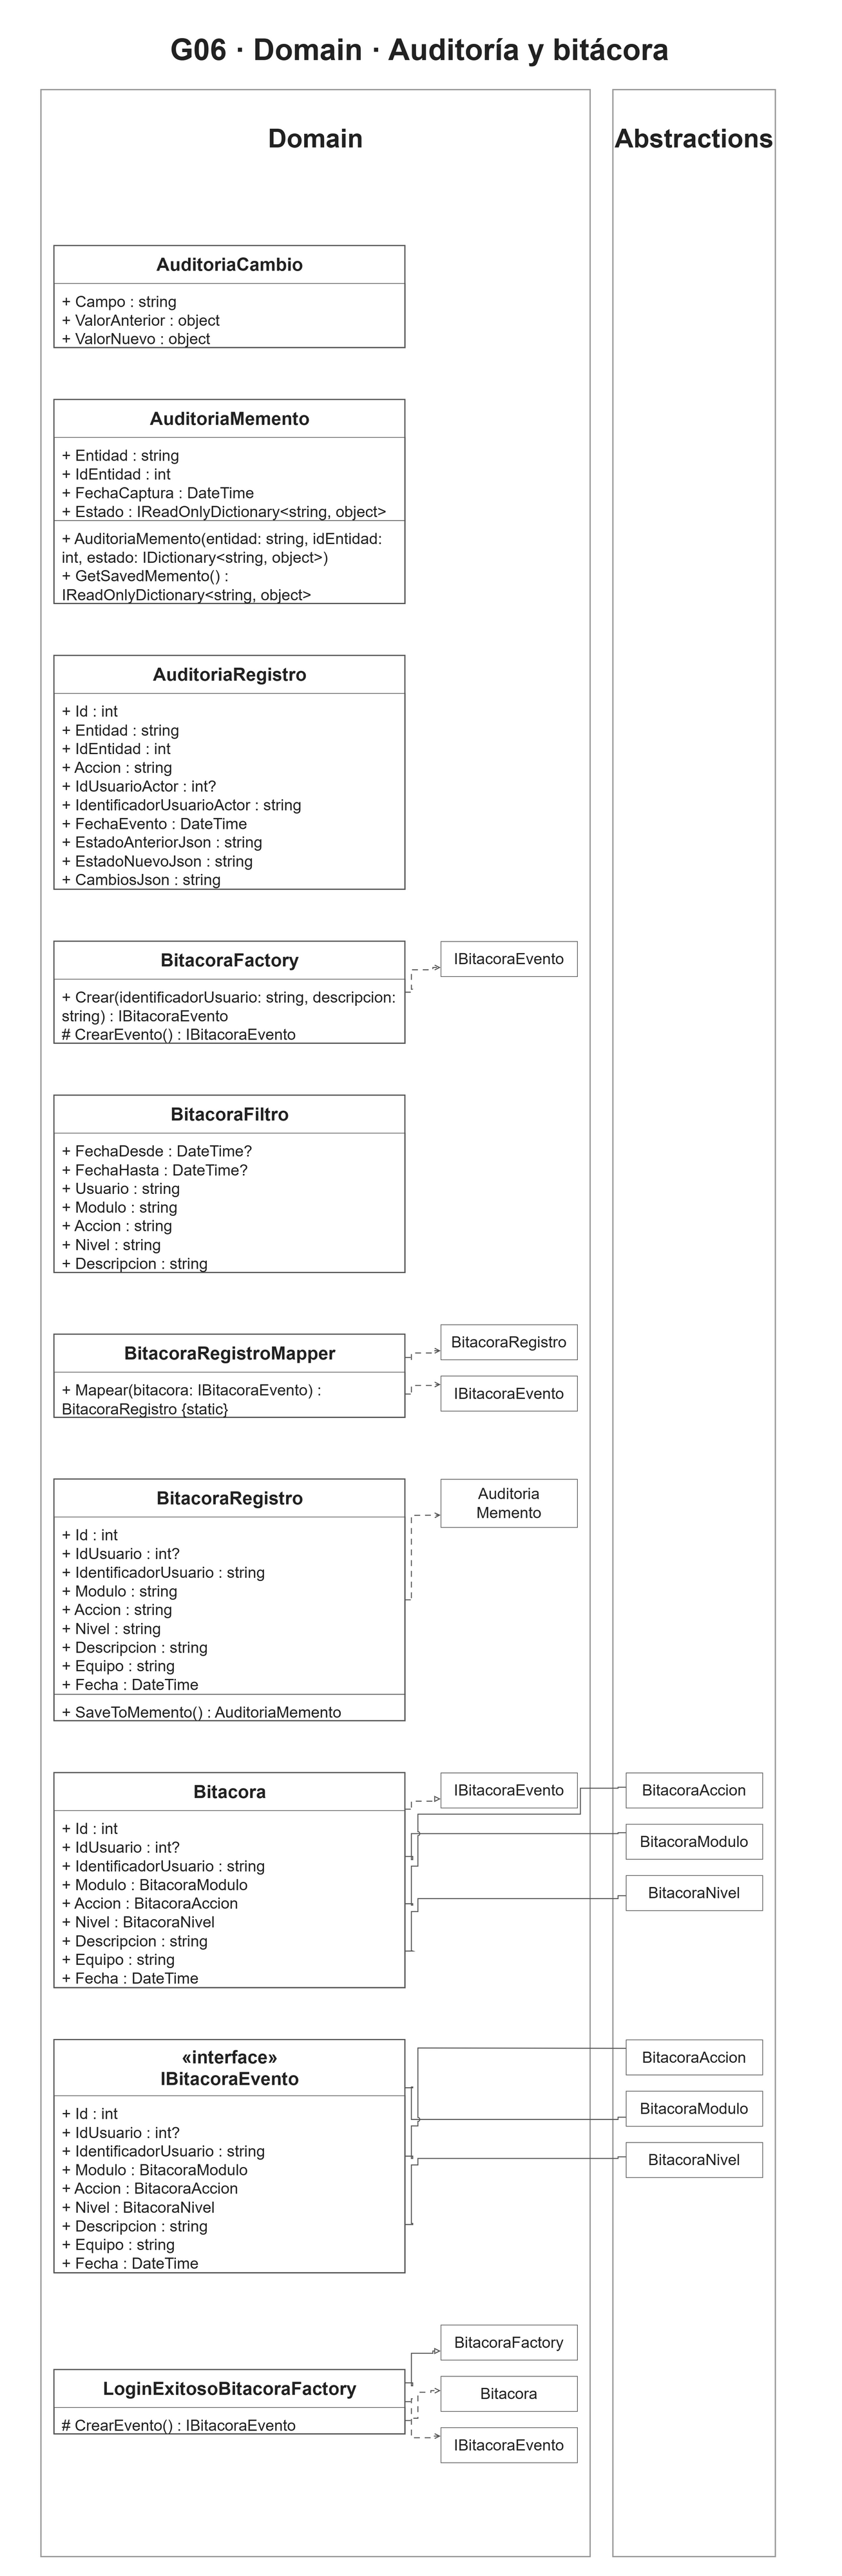 G06 · Domain · Auditoría y bitácora
Domain
Abstractions
AuditoriaCambio
+ Campo : string
+ ValorAnterior : object
+ ValorNuevo : object
AuditoriaMemento
+ Entidad : string
+ IdEntidad : int
+ FechaCaptura : DateTime
+ Estado : IReadOnlyDictionary<string, object>
+ AuditoriaMemento(entidad: string, idEntidad:
int, estado: IDictionary<string, object>)
+ GetSavedMemento() :
IReadOnlyDictionary<string, object>
AuditoriaRegistro
+ Id : int
+ Entidad : string
+ IdEntidad : int
+ Accion : string
+ IdUsuarioActor : int?
+ IdentificadorUsuarioActor : string
+ FechaEvento : DateTime
+ EstadoAnteriorJson : string
+ EstadoNuevoJson : string
+ CambiosJson : string
BitacoraFactory
+ Crear(identificadorUsuario: string, descripcion:
string) : IBitacoraEvento
# CrearEvento() : IBitacoraEvento
IBitacoraEvento
BitacoraFiltro
+ FechaDesde : DateTime?
+ FechaHasta : DateTime?
+ Usuario : string
+ Modulo : string
+ Accion : string
+ Nivel : string
+ Descripcion : string
BitacoraRegistroMapper
+ Mapear(bitacora: IBitacoraEvento) :
BitacoraRegistro {static}
BitacoraRegistro
IBitacoraEvento
BitacoraRegistro
+ Id : int
+ IdUsuario : int?
+ IdentificadorUsuario : string
+ Modulo : string
+ Accion : string
+ Nivel : string
+ Descripcion : string
+ Equipo : string
+ Fecha : DateTime
+ SaveToMemento() : AuditoriaMemento
Auditoria
Memento
Bitacora
+ Id : int
+ IdUsuario : int?
+ IdentificadorUsuario : string
+ Modulo : BitacoraModulo
+ Accion : BitacoraAccion
+ Nivel : BitacoraNivel
+ Descripcion : string
+ Equipo : string
+ Fecha : DateTime
IBitacoraEvento
BitacoraAccion
BitacoraModulo
BitacoraNivel
«interface»
IBitacoraEvento
+ Id : int
+ IdUsuario : int?
+ IdentificadorUsuario : string
+ Modulo : BitacoraModulo
+ Accion : BitacoraAccion
+ Nivel : BitacoraNivel
+ Descripcion : string
+ Equipo : string
+ Fecha : DateTime
BitacoraAccion
BitacoraModulo
BitacoraNivel
LoginExitosoBitacoraFactory
# CrearEvento() : IBitacoraEvento
BitacoraFactory
Bitacora
IBitacoraEvento